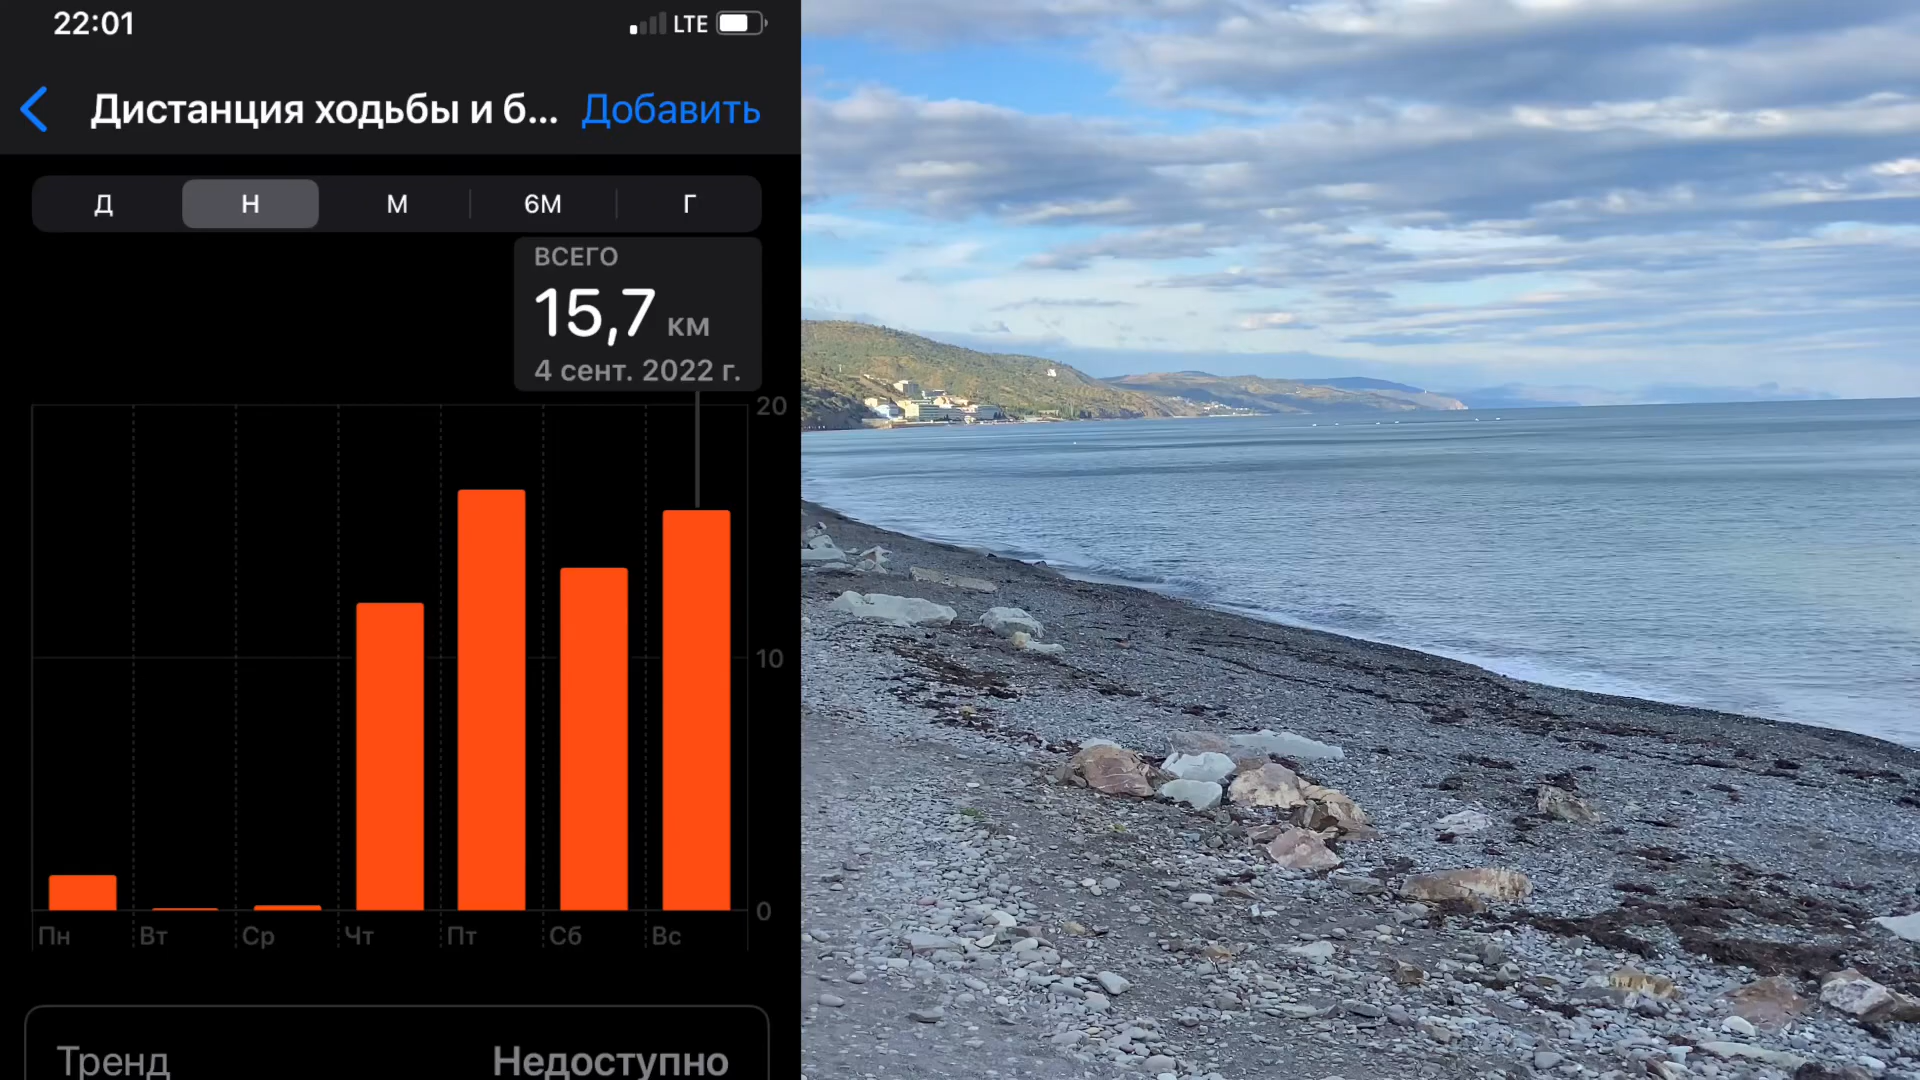 22:01 LTE
Дистанция ходьбы и б... Добавить
Д Н М 6М Г
ВСЕГО
15,7 км
4 сент. 2022 г.
20
10
0
Пн Вт Ср Чт Пт Сб Вс
Тренд Недоступно